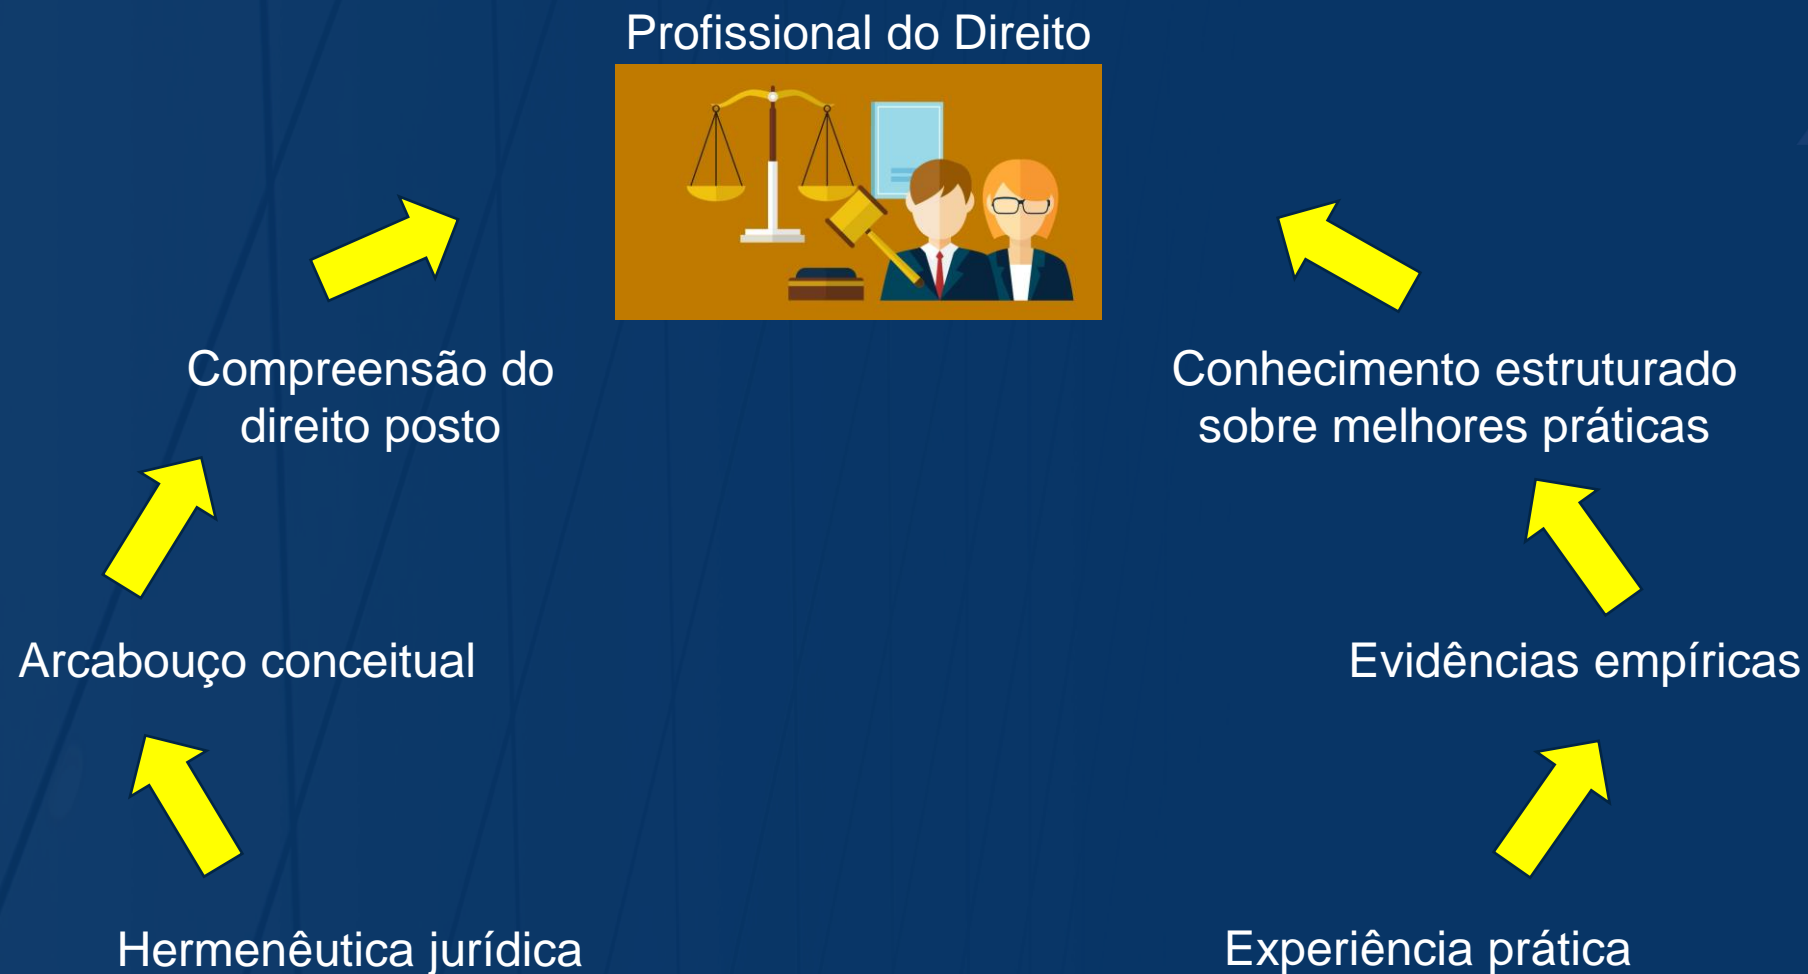 Profissional do Direito
Compreensão do
direito posto
Conhecimento estruturado
sobre melhores práticas
Arcabouço conceitual
Evidências empíricas
Hermenêutica jurídica
Experiência prática